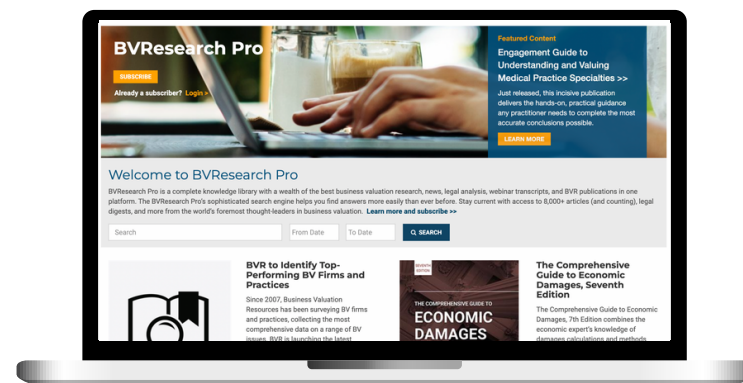 BVResearch Pro
SUBSCRIBE
Already a subscriber? Login >
Featured Content
Engagement Guide to
Understanding and Valuing
Medical Practice Specialties >>
Just released, this incisive publication
delivers the hands-on, practical guidance
any practitioner needs to complete the most
accurate conclusions possible.
LEARN MORE
Welcome to BVResearch Pro
BVResearch Pro is a complete knowledge library with a wealth of the best business valuation research, news, legal analysis, webinar transcripts, and BVR publications in one
platform. The BVResearch Pro's sophisticated search engine helps you find answers more easily than ever before. Stay current with access to 8,000+ articles (and counting), legal
digests, and more from the world's foremost thought-leaders in business valuation. Learn more and subscribe >>
Search
From Date
To Date
SEARCH
BVR to Identify Top-
Performing BV Firms and
Practices
Since 2007, Business Valuation
Resources has been surveying BV firms
and practices, collecting the most
comprehensive data on a range of BV
issues. BVR is launching the latest
SEVENTH
EDITION
THE COMPREHENSIVE GUIDE TO
ECONOMIC
DAMAGES
The Comprehensive
Guide to Economic
Damages, Seventh
Edition
The Comprehensive Guide to Economic
Damages, 7th Edition combines the
economic expert's knowledge of
damages calculations and methods